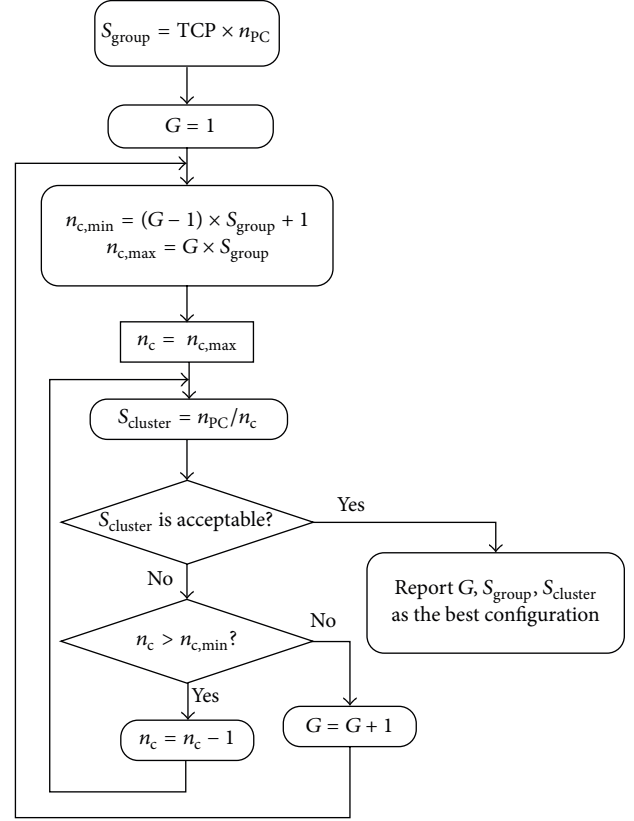 S_group = TCP × n_PC
G = 1
n_c,min = (G − 1) × S_group + 1
n_c,max = G × S_group
n_c = n_c,max
S_cluster = n_PC/n_c
S_cluster is acceptable?
Yes
Report G, S_group, S_cluster
as the best configuration
No
n_c > n_c,min?
No
Yes
n_c = n_c − 1
G = G + 1